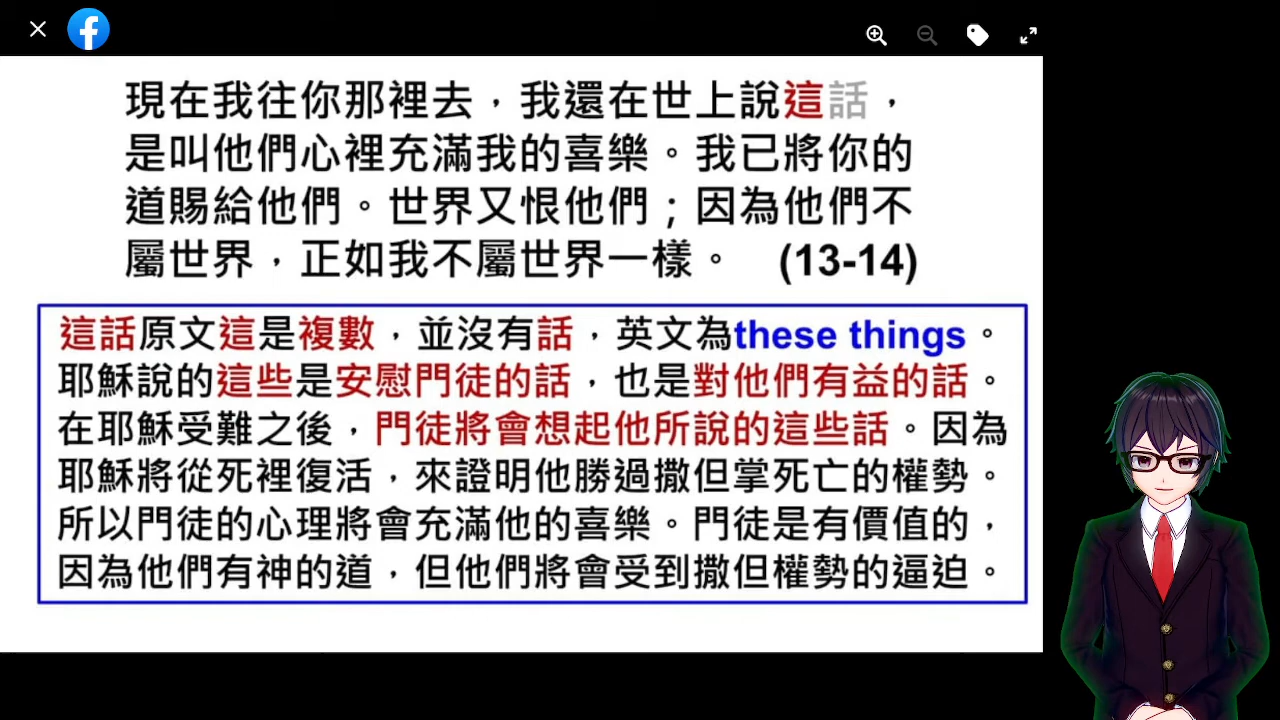 現在我往你那裡去，我還在世上說這話，
是叫他們心裡充滿我的喜樂。我已將你的
道賜給他們。世界又恨他們；因為他們不
屬世界，正如我不屬世界一樣。 (13-14)
這話原文這是複數，並沒有話，英文為these things。
耶穌說的這些是安慰門徒的話，也是對他們有益的話。
在耶穌受難之後，門徒將會想起他所說的這些話。因為
耶穌將從死裡復活，來證明他勝過撒但掌死亡的權勢。
所以門徒的心理將會充滿他的喜樂。門徒是有價值的，
因為他們有神的道，但他們將會受到撒但權勢的逼迫。